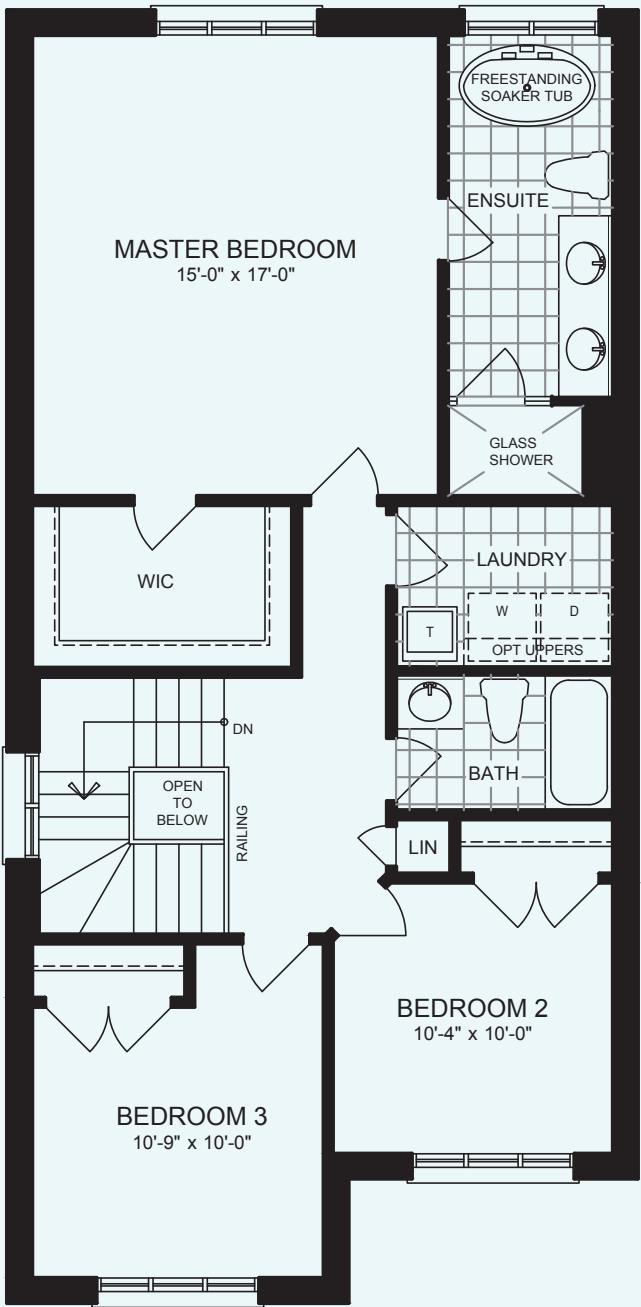 FREESTANDING
SOAKER TUB
ENSUITE
MASTER BEDROOM
15'-0" x 17'-0"
GLASS
SHOWER
WIC
LAUNDRY
W
D
T
OPT UPPERS
DN
OPEN
TO
BELOW
RAILING
BATH
LIN
BEDROOM 2
10'-4" x 10'-0"
BEDROOM 3
10'-9" x 10'-0"